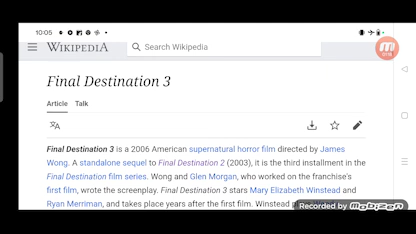 10:05
WIKIPEDIA
Search Wikipedia
Final Destination 3
Article Talk
Final Destination 3 is a 2006 American supernatural horror film directed by James
Wong. A standalone sequel to Final Destination 2 (2003), it is the third installment in the
Final Destination film series. Wong and Glen Morgan, who worked on the franchise's
first film, wrote the screenplay. Final Destination 3 stars Mary Elizabeth Winstead and
Ryan Merriman, and takes place years after the first film. Winstead
Recorded by Mobizen